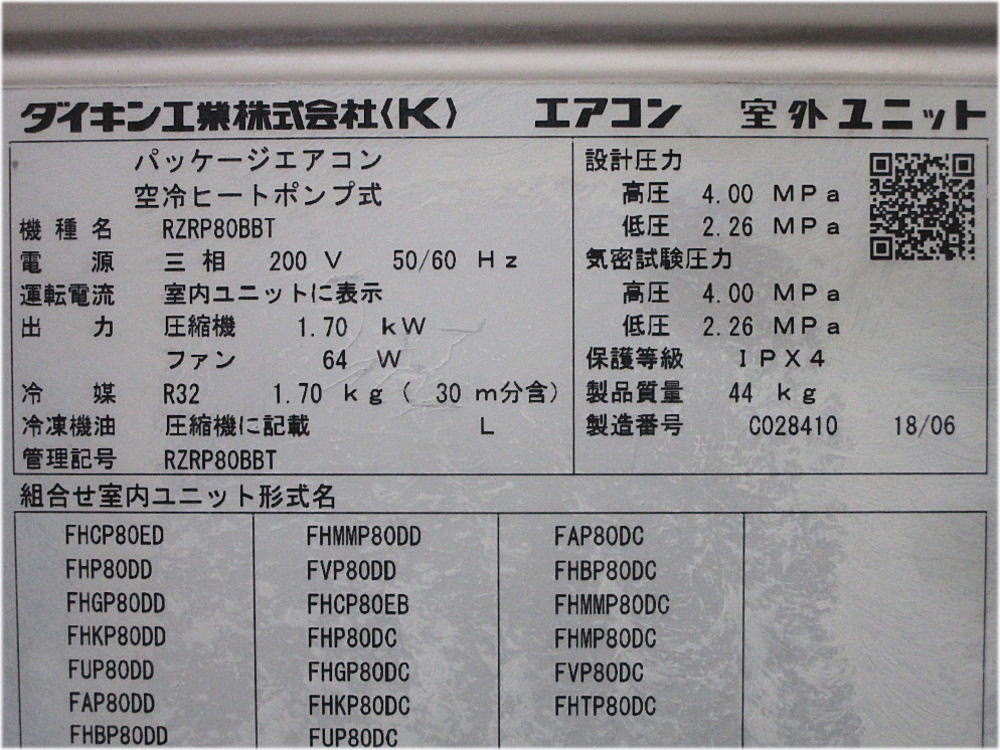 ダイキン工業株式会社〈K〉 エアコン 室外ユニット
パッケージエアコン
空冷ヒートポンプ式
機種名 RZRP80BBT
電源 三相 200 V 50/60 Hz
運転電流 室内ユニットに表示
出力 圧縮機 1.70 kW
ファン 64 W
冷媒 R32 1.70 kg ( 30 m分含)
冷凍機油 圧縮機に記載 L
管理記号 RZRP80BBT
設計圧力
高圧 4.00 MPa
低圧 2.26 MPa
気密試験圧力
高圧 4.00 MPa
低圧 2.26 MPa
保護等級 IPX4
製品質量 44 kg
製造番号 C028410 18/06
組合せ室内ユニット形式名
FHCP80ED
FHP80DD
FHGP80DD
FHKP80DD
FUP80DD
FAP80DD
FHBP80DD
FHMMP80DD
FVP80DD
FHCP80EB
FHP80DC
FHGP80DC
FHKP80DC
FUP80DC
FAP80DC
FHBP80DC
FHMMP80DC
FHMP80DC
FVP80DC
FHTP80DC